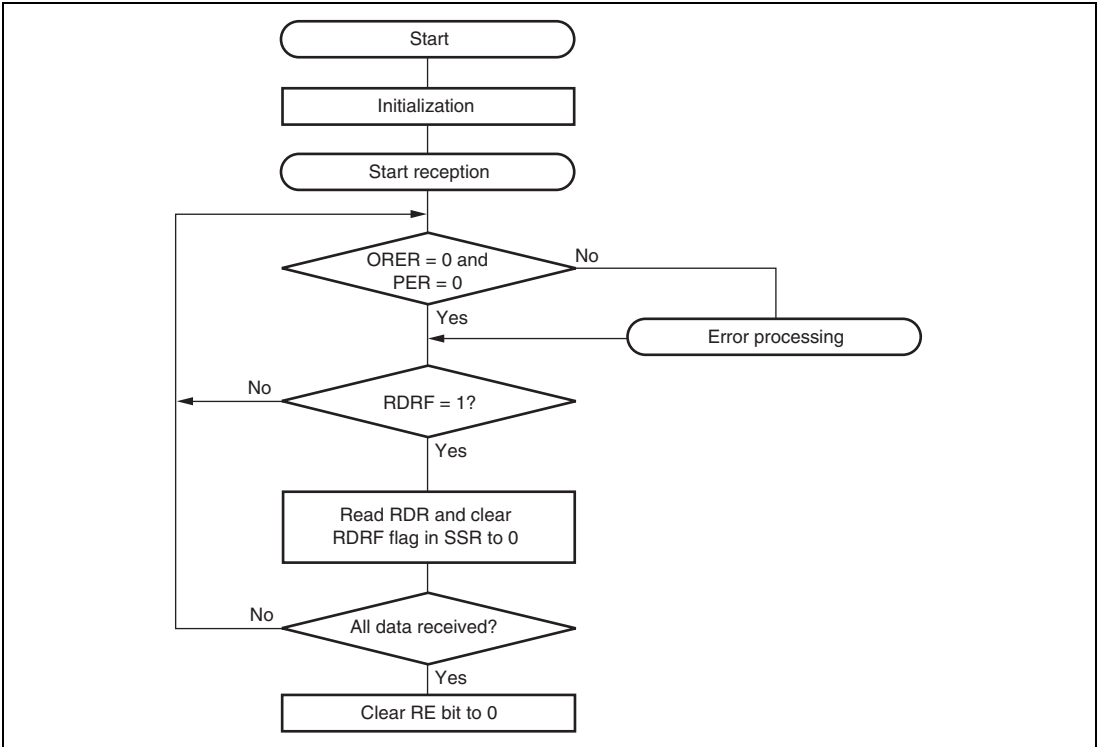 Start
Initialization
Start reception
ORER = 0 and
PER = 0
No
Yes
Error processing
No
RDRF = 1?
Yes
Read RDR and clear
RDRF flag in SSR to 0
No
All data received?
Yes
Clear RE bit to 0